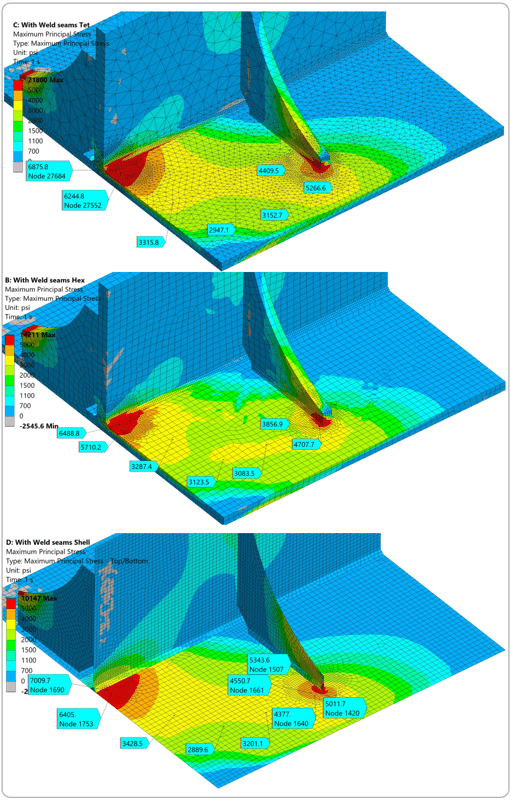 C: With Weld seams Tet
Maximum Principal Stress
Type: Maximum Principal Stress
Unit: psi
Time: 1 s
21800 Max
5000
4000
3000
2000
1500
1100
700
0
6875.8
Node 27684
6244.8
Node 27552
3315.8
2947.1
3152.7
4409.5
5266.6
B: With Weld seams Hex
Maximum Principal Stress
Type: Maximum Principal Stress
Unit: psi
Time: 1 s
14211 Max
5000
4000
3000
2000
1500
1100
700
0
-2545.6 Min
6488.8
5710.2
3287.4
3123.5
3083.5
3856.9
4707.7
D: With Weld seams Shell
Maximum Principal Stress
Type: Maximum Principal Stress - Top/Bottom
Unit: psi
Time: 1 s
10147 Max
5000
4000
3000
2000
1500
1100
700
0
7009.7
Node 1690
6405.
Node 1753
3428.5
2889.6
3201.1
5343.6
Node 1507
4550.7
Node 1661
4377.
Node 1640
5011.7
Node 1420